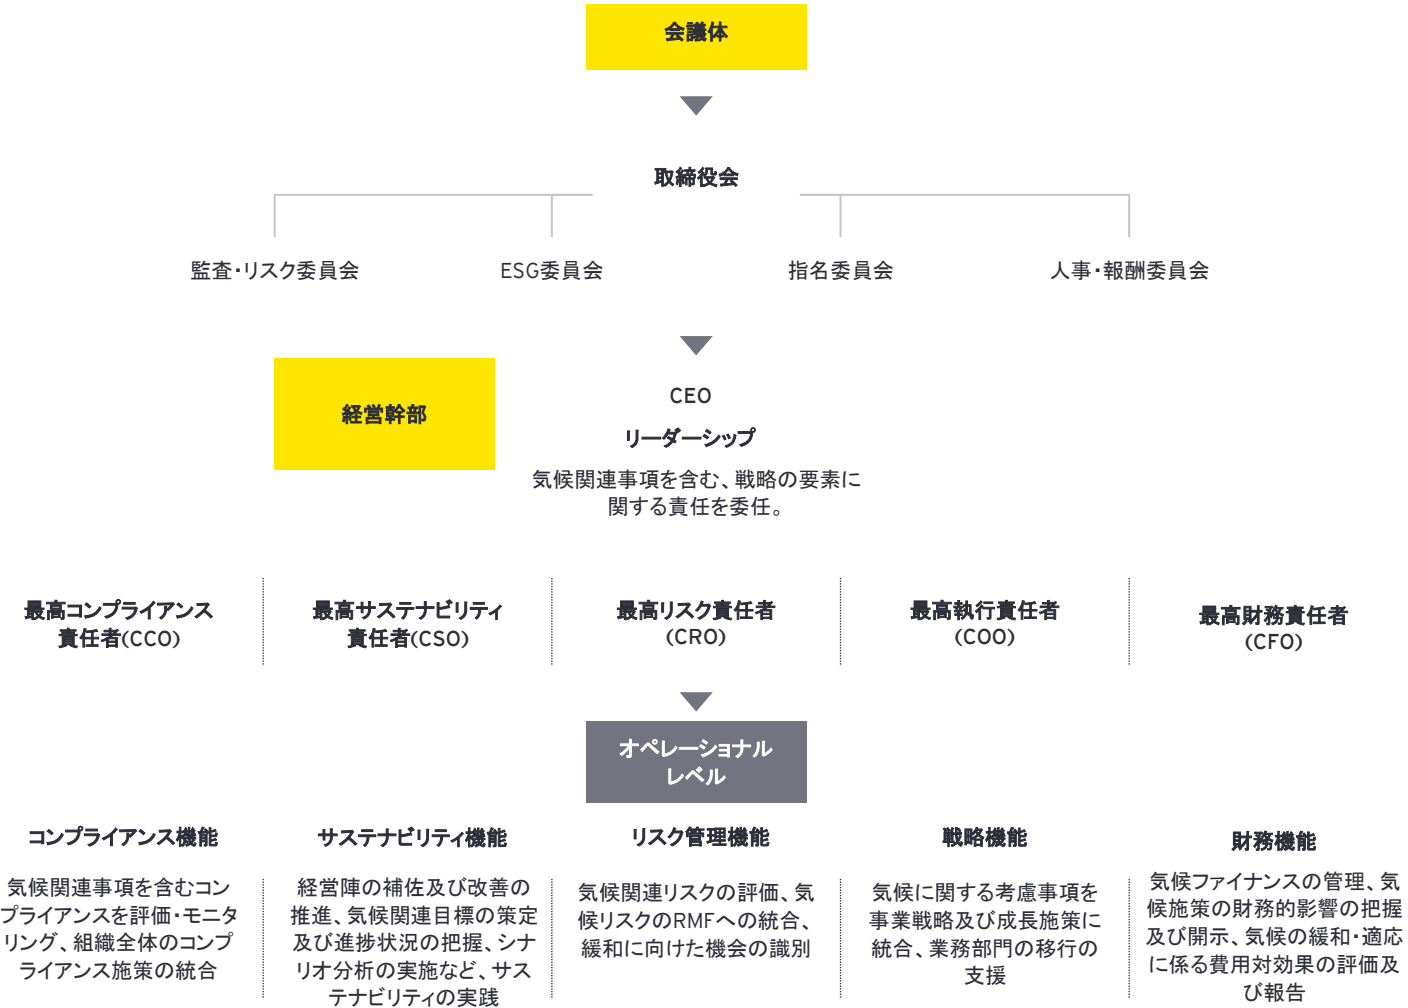 会議体
取締役会
監査・リスク委員会
ESG委員会
指名委員会
人事・報酬委員会
経営幹部
CEO
リーダーシップ
気候関連事項を含む、戦略の要素に
関する責任を委任。
最高コンプライアンス
責任者(CCO)
最高サステナビリティ
責任者(CSO)
最高リスク責任者
(CRO)
最高執行責任者
(COO)
最高財務責任者
(CFO)
オペレーショナル
レベル
コンプライアンス機能
気候関連事項を含むコン
プライアンスを評価・モニタ
リング、組織全体のコンプ
ライアンス施策の統合
サステナビリティ機能
経営陣の補佐及び改善の
推進、気候関連目標の策定
及び進捗状況の把握、シナ
リオ分析の実施など、サス
テナビリティの実践
リスク管理機能
気候関連リスクの評価、気
候リスクのRMFへの統合、
緩和に向けた機会の識別
戦略機能
気候に関する考慮事項を
事業戦略及び成長施策に
統合、業務部門の移行の
支援
財務機能
気候ファイナンスの管理、気
候施策の財務的影響の把握
及び開示、気候の緩和・適応
に係る費用対効果の評価及
び報告